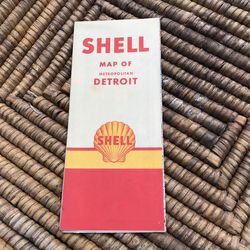 SHELL
MAP OF
METROPOLITAN
DETROIT
SHELL